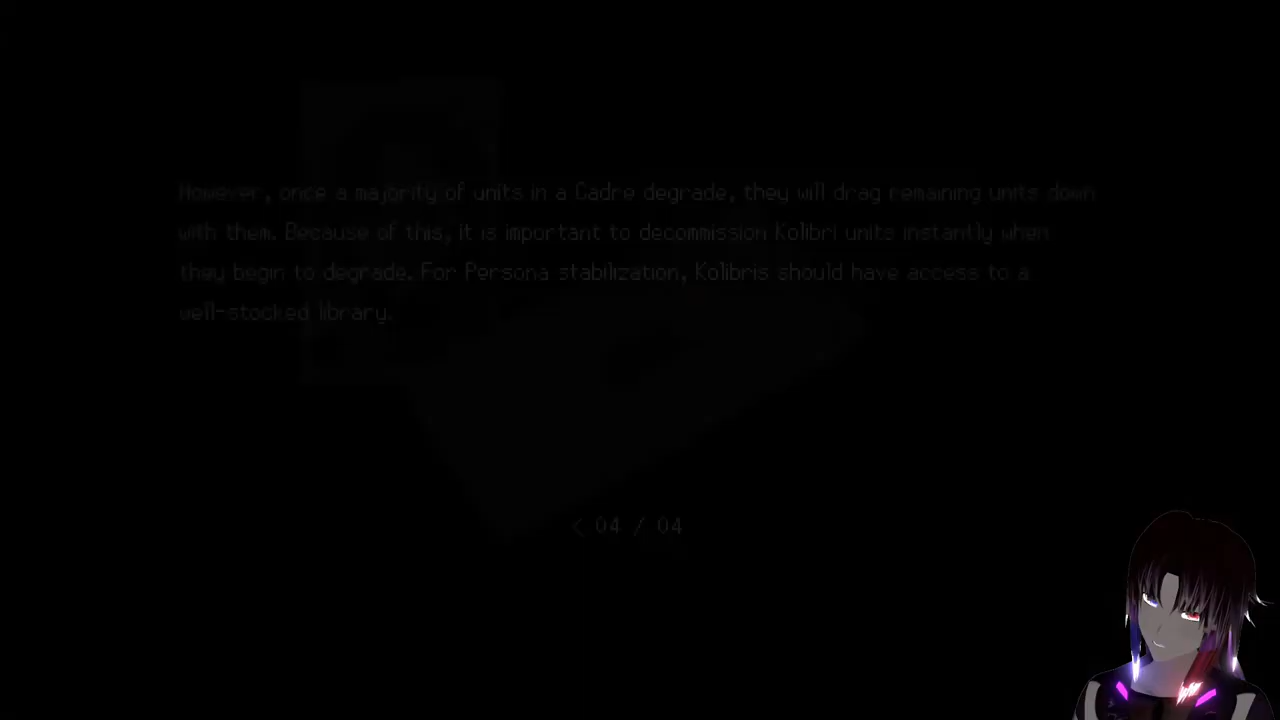 However, once a majority of units in a Cadre degrade, they will drag remaining units down
with them. Because of this, it is important to decommission Kolibri units instantly when
they begin to degrade. For Persona stabilization, Kolibris should have access to a
well-stocked library.
< 04 / 04